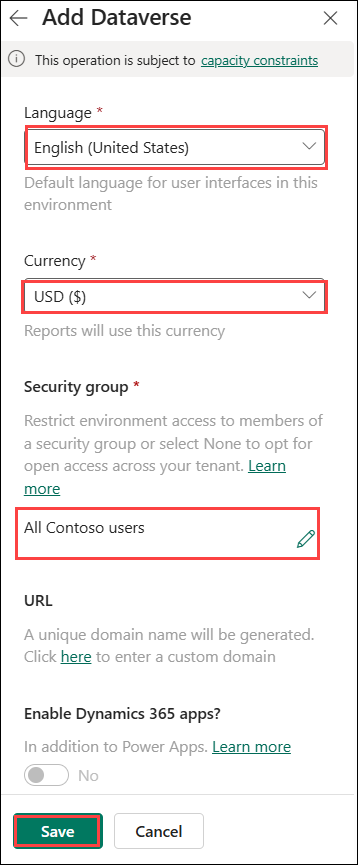 Add Dataverse
This operation is subject to capacity constraints
Language *
English (United States)
Default language for user interfaces in this
environment
Currency *
USD ($)
Reports will use this currency
Security group *
Restrict environment access to members of
a security group or select None to opt for
open access across your tenant. Learn
more
All Contoso users
URL
A unique domain name will be generated.
Click here to enter a custom domain
Enable Dynamics 365 apps?
In addition to Power Apps. Learn more
No
Save Cancel